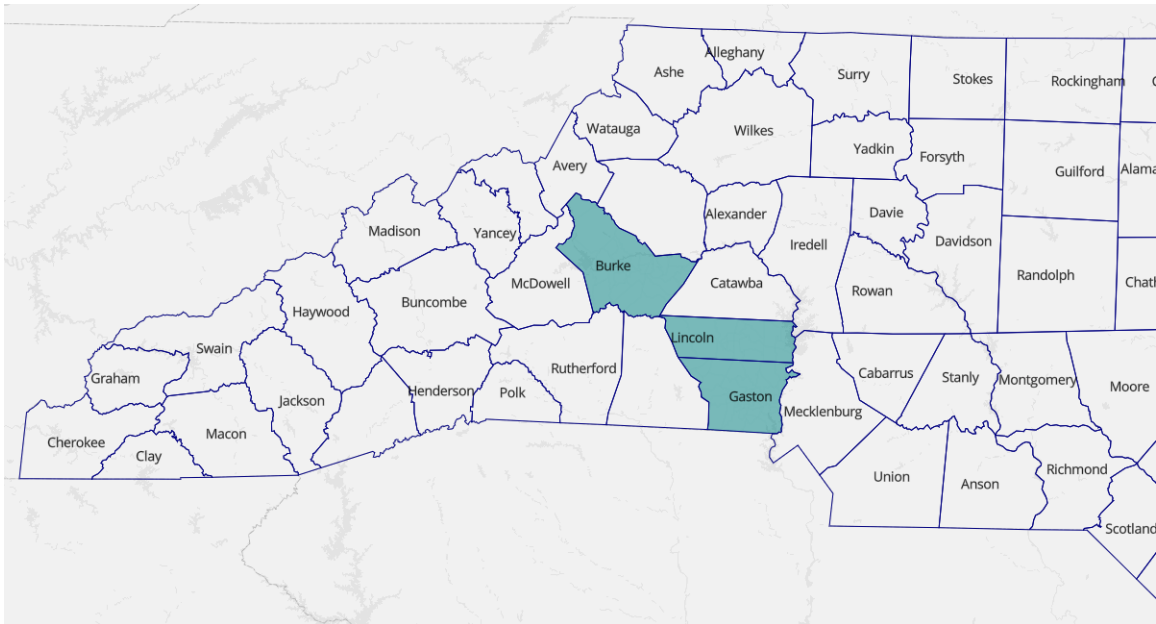 Alleghany
Ashe
Surry
Stokes
Rockingham
Watauga
Wilkes
Yadkin
Forsyth
Guilford
Alama
Avery
Madison
Yancey
Alexander
Davie
Iredell
Davidson
Burke
McDowell
Catawba
Rowan
Randolph
Chath
Buncombe
Haywood
Swain
Lincoln
Graham
Jackson
Henderson
Polk
Rutherford
Gaston
Mecklenburg
Cabarrus
Stanly
Montgomery
Moore
Cherokee
Clay
Macon
Union
Anson
Richmond
Scotland